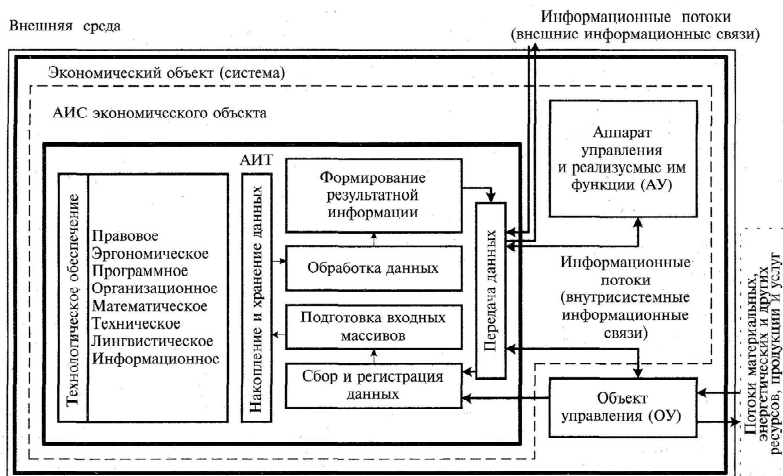 Внешняя среда
Информационные потоки
(внешние информационные связи)
Экономический объект (система)
АИС экономического объекта
АИТ
Технологическое обеспечение
Правовое
Эргономическое
Программное
Организационное
Математическое
Техническое
Лингвистическое
Информационное
Накопление и хранение данных
Формирование
результатной
информации
Обработка данных
Подготовка входных
массивов
Сбор и регистрация
данных
Передача данных
Аппарат
управления
и реализуемые им
функции (АУ)
Информационные
потоки
(внутрисистемные
информационные
связи)
Объект
управления (ОУ)
Потоки материальных,
энергетических и других
ресурсов, продукции и услуг